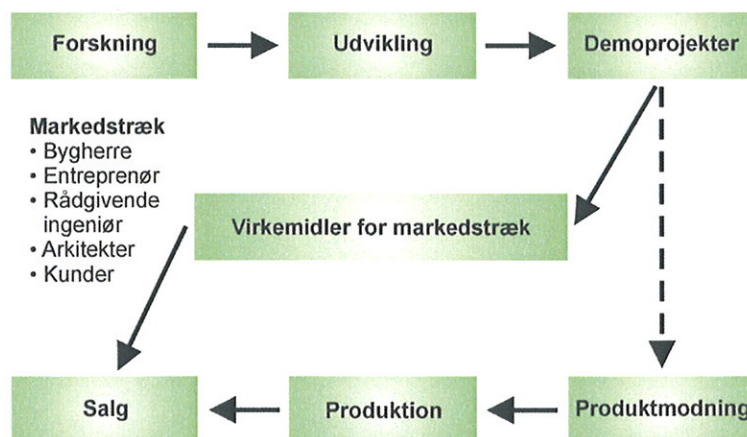 Forskning
Udvikling
Demoprojekter
Markedstræk
• Bygherre
• Entreprenør
• Rådgivende
ingeniør
• Arkitekter
• Kunder
Virkemidler for markedstræk
Salg
Produktion
Produktmodning